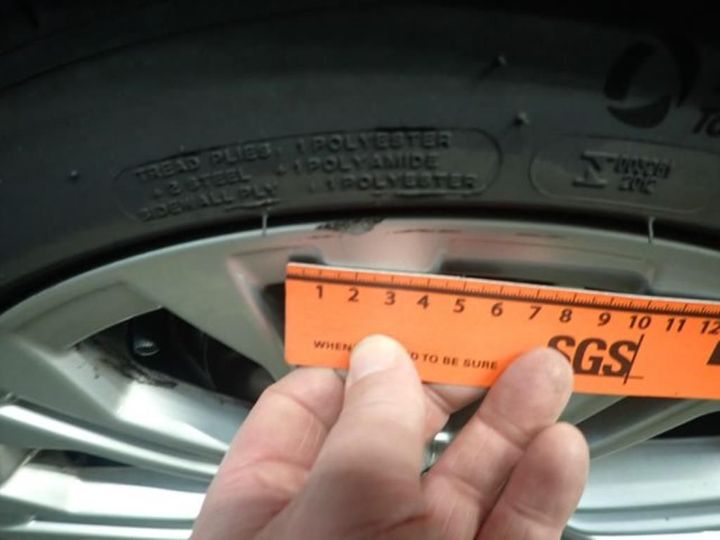 TREAD PLIES: 1 POLYESTER
+ 2 STEEL + 1 POLYAMIDE
SIDEWALL PLY : 1 POLYESTER
1 2 3 4 5 6 7 8 9 10 11 12
WHEN D TO BE SURE SGS